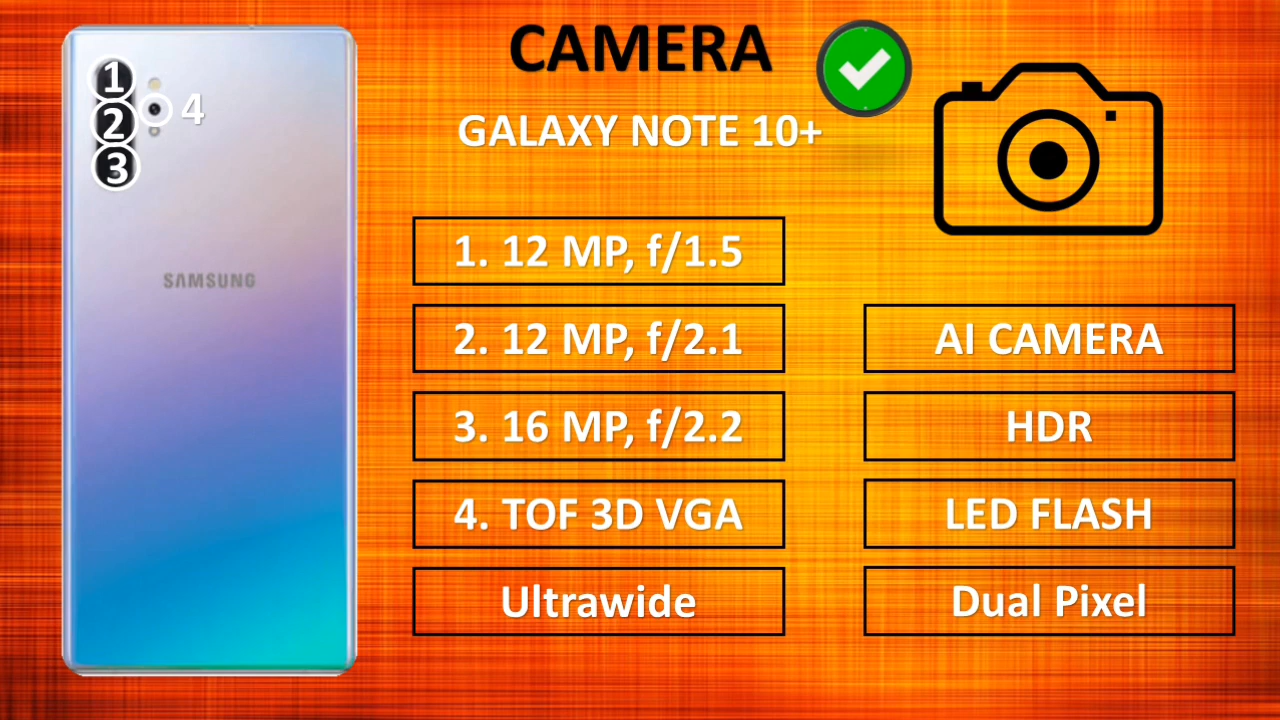 CAMERA
GALAXY NOTE 10+
1
2
3
4
SAMSUNG
1. 12 MP, f/1.5
2. 12 MP, f/2.1
3. 16 MP, f/2.2
4. TOF 3D VGA
Ultrawide
AI CAMERA
HDR
LED FLASH
Dual Pixel